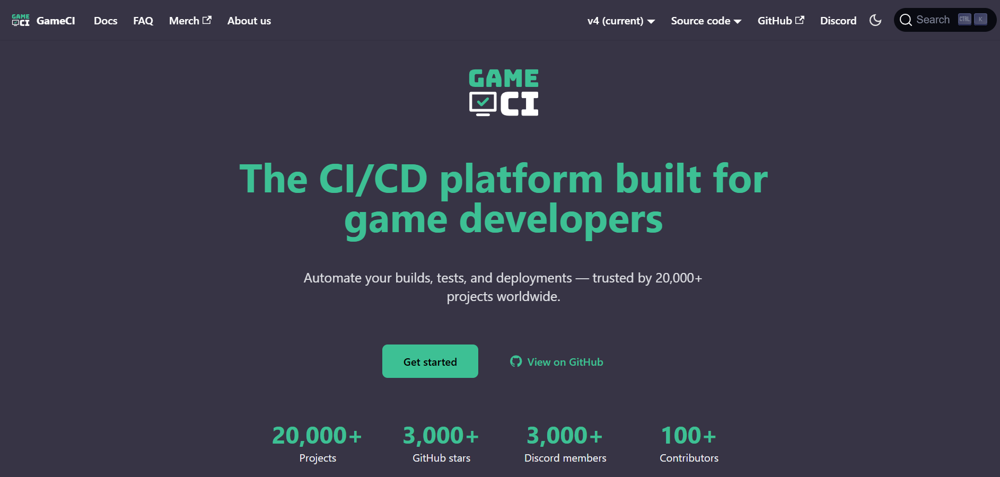 GAME
CI
GameCI
Docs
FAQ
Merch
About us
v4 (current)
Source code
GitHub
Discord
Search
CTRL
K
GAME
CI
The CI/CD platform built for
game developers
Automate your builds, tests, and deployments — trusted by 20,000+
projects worldwide.
Get started
View on GitHub
20,000+
Projects
3,000+
GitHub stars
3,000+
Discord members
100+
Contributors